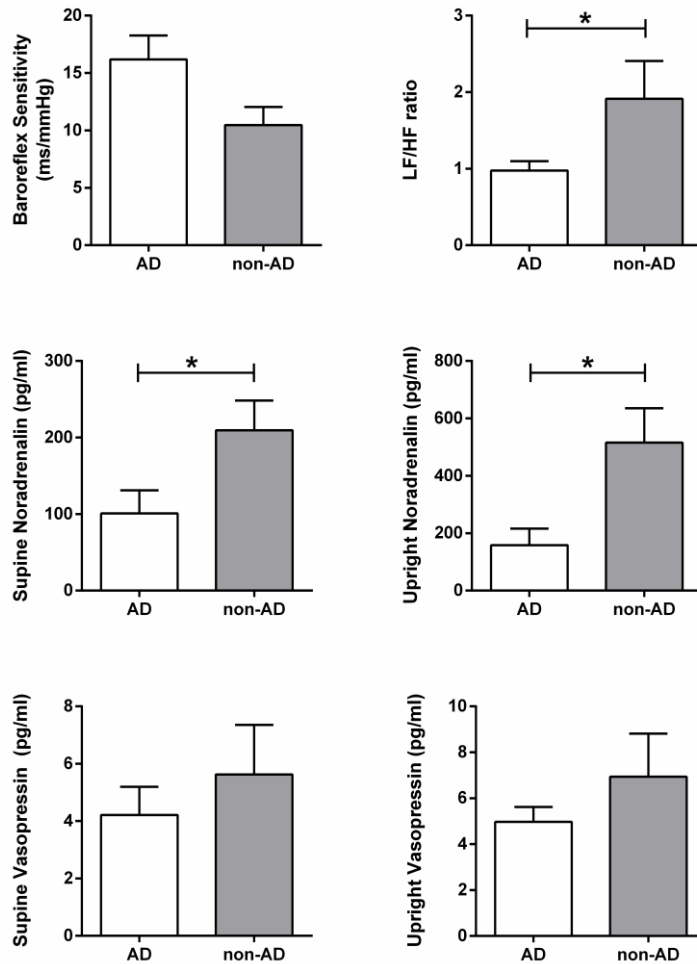 Baroreflex Sensitivity
(ms/mmHg)
20
15
10
5
0
AD
non-AD
LF/HF ratio
3
2
1
0
*
AD
non-AD
Supine Noradrenalin (pg/ml)
300
200
100
0
*
AD
non-AD
Upright Noradrenalin (pg/ml)
800
600
400
200
0
*
AD
non-AD
Supine Vasopressin (pg/ml)
8
6
4
2
0
AD
non-AD
Upright Vasopressin (pg/ml)
10
8
6
4
2
0
AD
non-AD